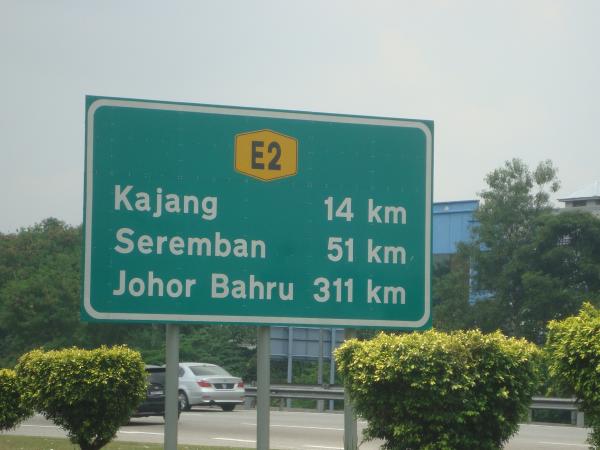 E2
Kajang 14 km
Seremban 51 km
Johor Bahru 311 km